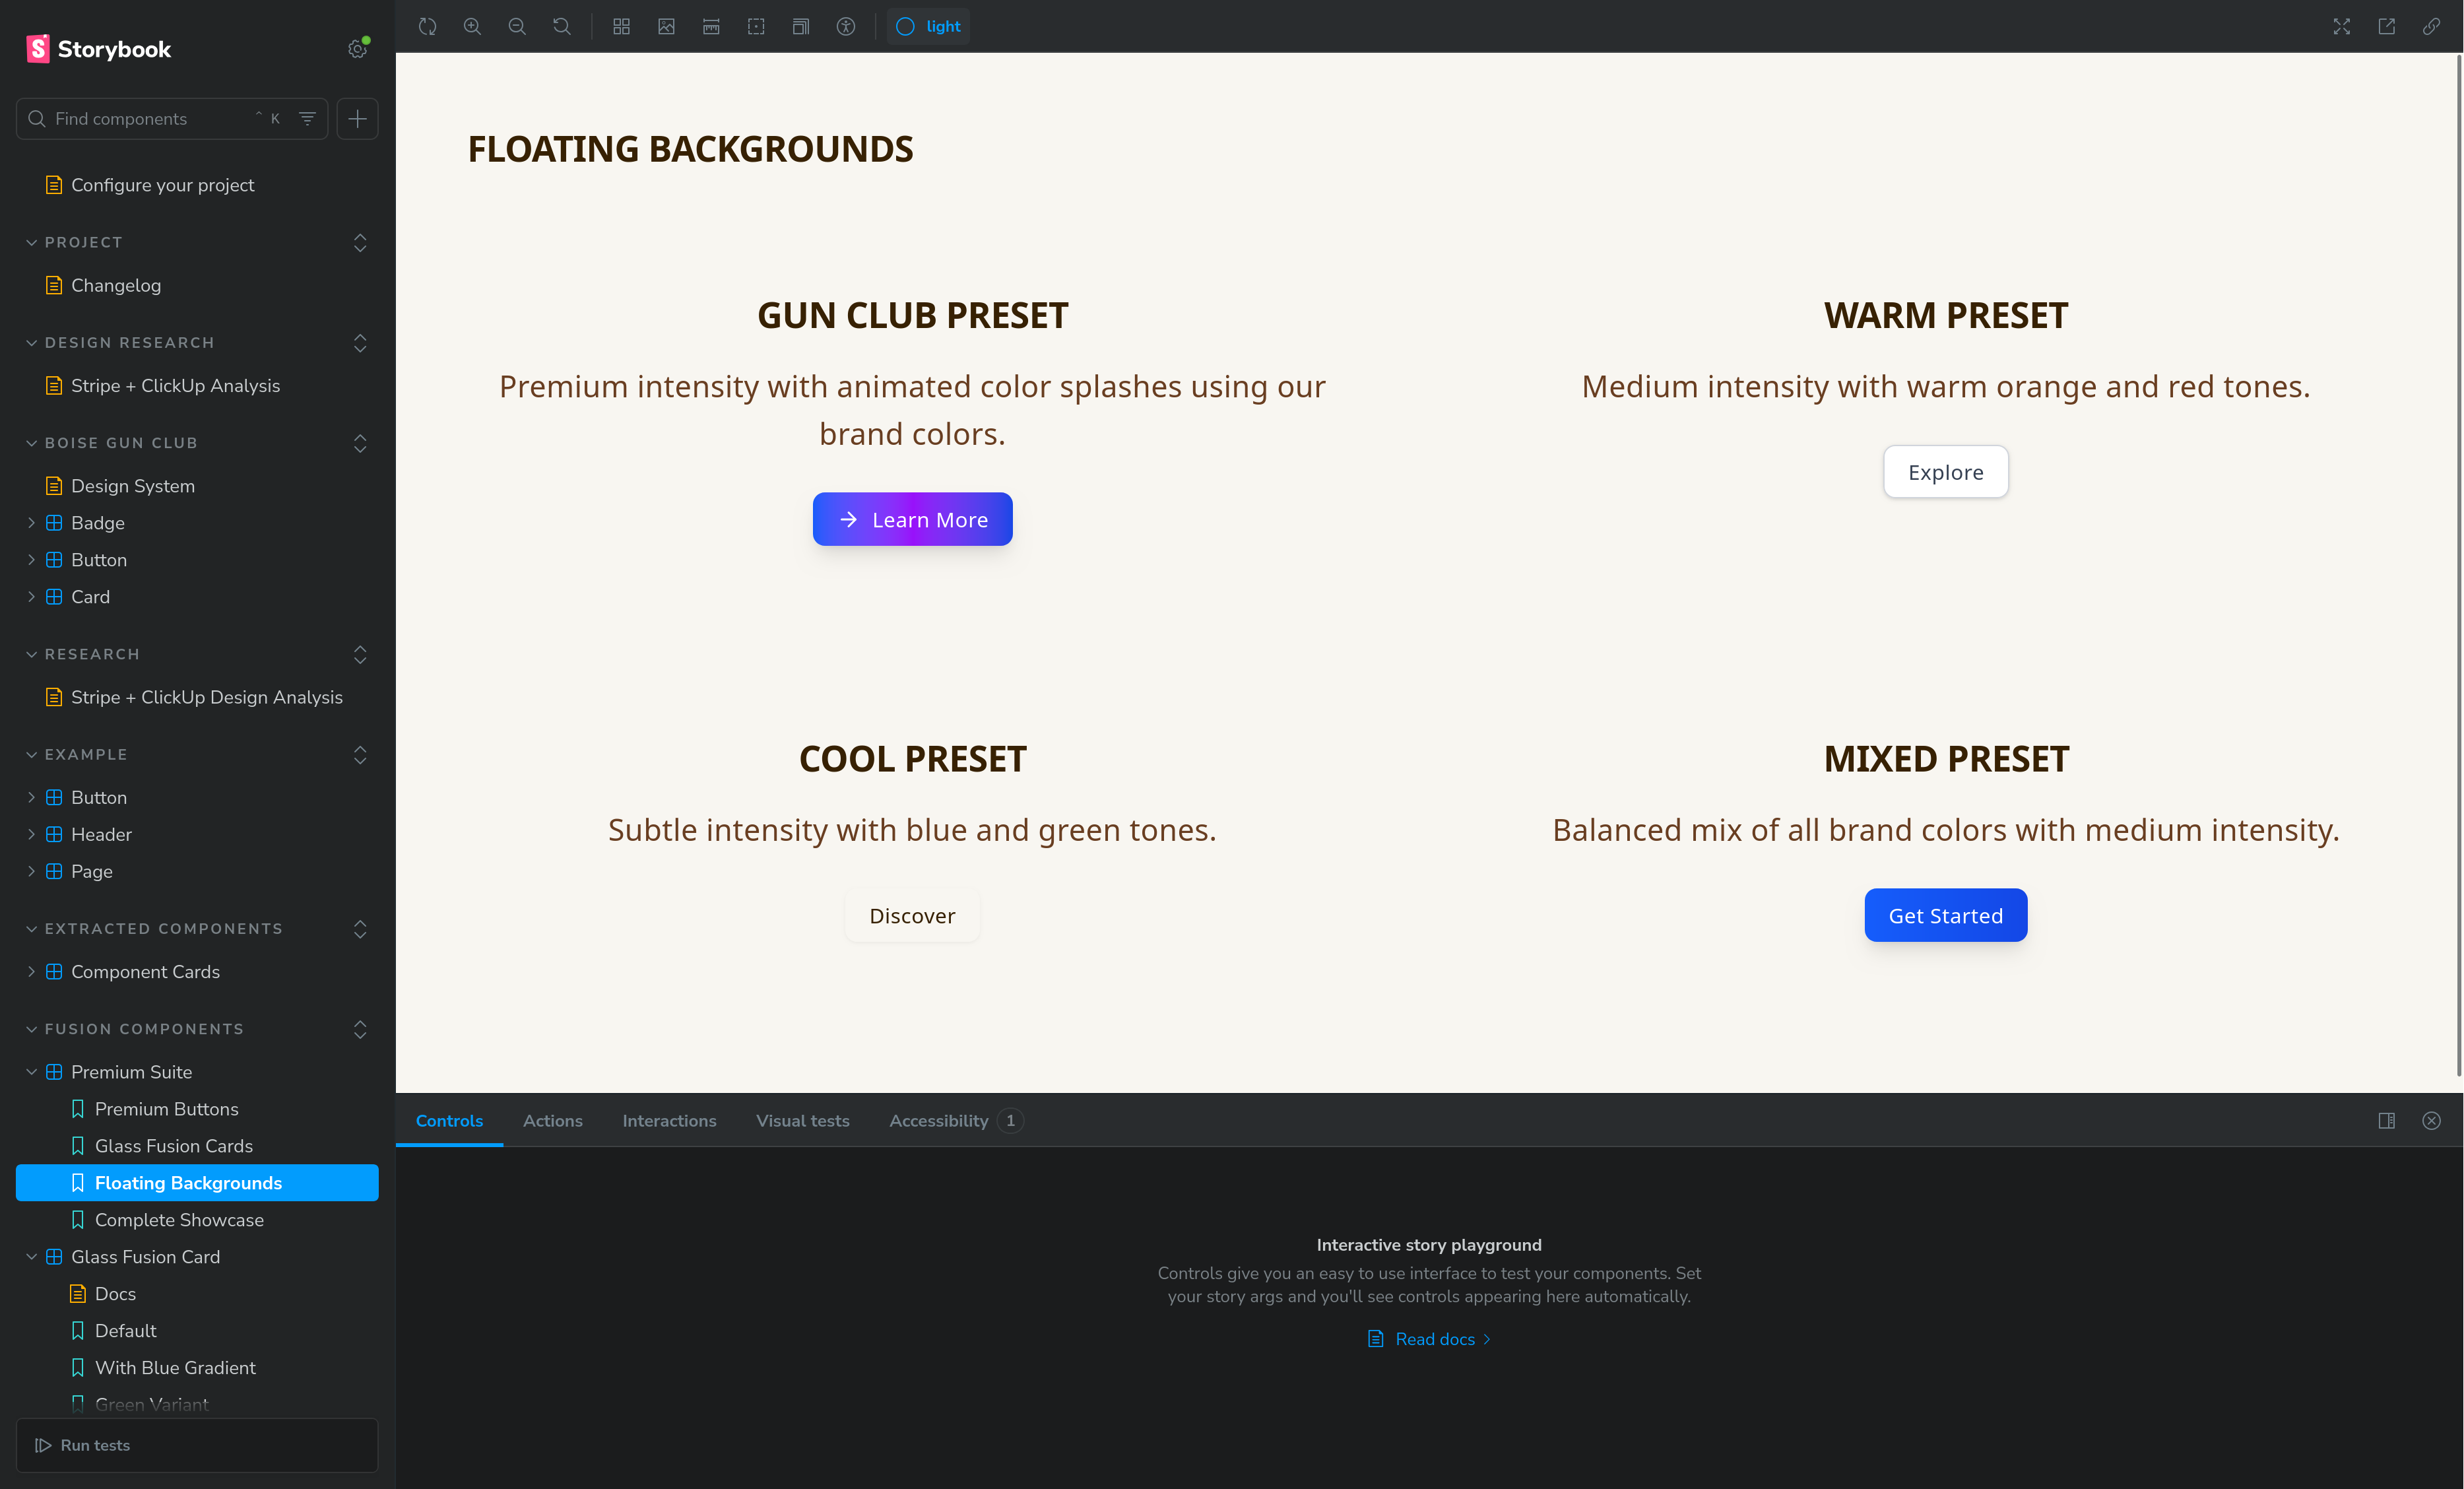 Storybook
Find components
⌃ K
Configure your project
PROJECT
Changelog
DESIGN RESEARCH
Stripe + ClickUp Analysis
BOISE GUN CLUB
Design System
Badge
Button
Card
RESEARCH
Stripe + ClickUp Design Analysis
EXAMPLE
Button
Header
Page
EXTRACTED COMPONENTS
Component Cards
FUSION COMPONENTS
Premium Suite
Premium Buttons
Glass Fusion Cards
Floating Backgrounds
Complete Showcase
Glass Fusion Card
Docs
Default
With Blue Gradient
Green Variant
Run tests
light
FLOATING BACKGROUNDS
GUN CLUB PRESET
Premium intensity with animated color splashes using our
brand colors.
Learn More
WARM PRESET
Medium intensity with warm orange and red tones.
Explore
COOL PRESET
Subtle intensity with blue and green tones.
Discover
MIXED PRESET
Balanced mix of all brand colors with medium intensity.
Get Started
Controls
Actions
Interactions
Visual tests
Accessibility 1
Interactive story playground
Controls give you an easy to use interface to test your components. Set
your story args and you'll see controls appearing here automatically.
Read docs